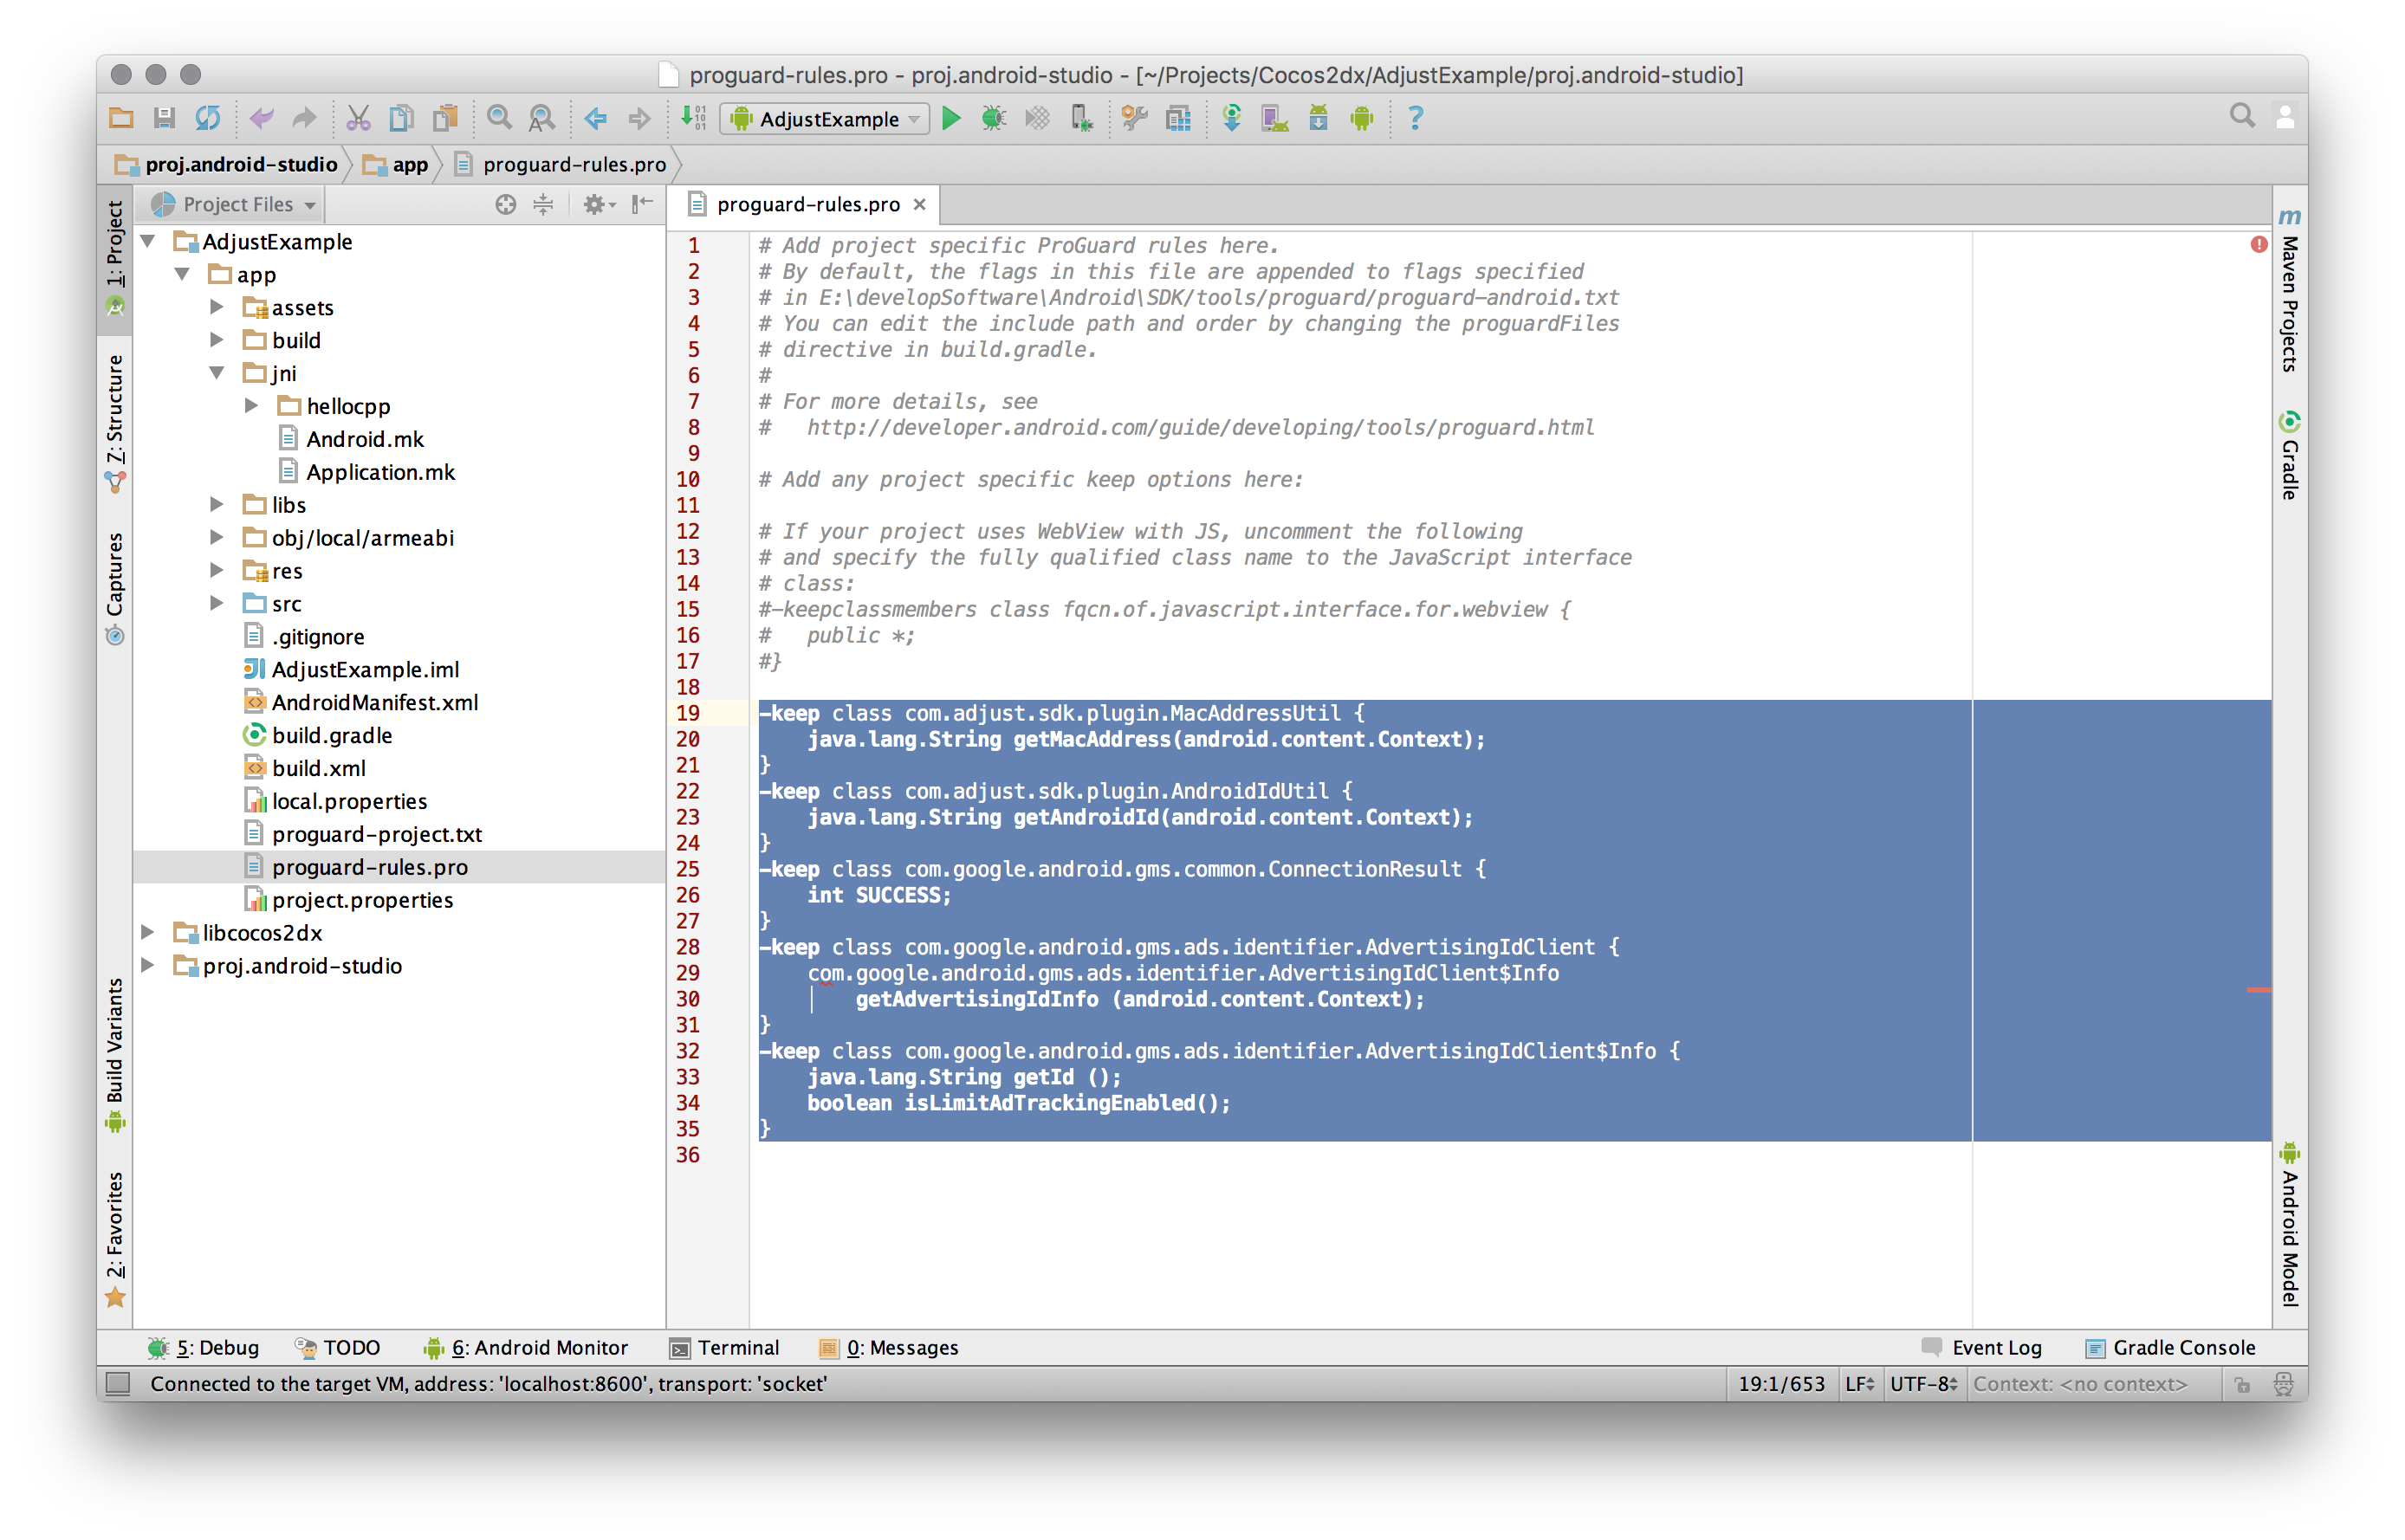 proguard-rules.pro - proj.android-studio - [~/Projects/Cocos2dx/AdjustExample/proj.android-studio]
AdjustExample
proj.android-studio
app
proguard-rules.pro
Project Files
proguard-rules.pro
1: Project
7: Structure
Captures
Build Variants
2: Favorites
AdjustExample
app
assets
build
jni
hellocpp
Android.mk
Application.mk
libs
obj/local/armeabi
res
src
.gitignore
AdjustExample.iml
AndroidManifest.xml
build.gradle
build.xml
local.properties
proguard-project.txt
proguard-rules.pro
project.properties
libcocos2dx
proj.android-studio
1 # Add project specific ProGuard rules here.
2 # By default, the flags in this file are appended to flags specified
3 # in E:\developSoftware\Android\SDK/tools/proguard/proguard-android.txt
4 # You can edit the include path and order by changing the proguardFiles
5 # directive in build.gradle.
6 #
7 # For more details, see
8 #   http://developer.android.com/guide/developing/tools/proguard.html
9
10 # Add any project specific keep options here:
11
12 # If your project uses WebView with JS, uncomment the following
13 # and specify the fully qualified class name to the JavaScript interface
14 # class:
15 #-keepclassmembers class fqcn.of.javascript.interface.for.webview {
16 #   public *;
17 #}
18
19 -keep class com.adjust.sdk.plugin.MacAddressUtil {
20     java.lang.String getMacAddress(android.content.Context);
21 }
22 -keep class com.adjust.sdk.plugin.AndroidIdUtil {
23     java.lang.String getAndroidId(android.content.Context);
24 }
25 -keep class com.google.android.gms.common.ConnectionResult {
26     int SUCCESS;
27 }
28 -keep class com.google.android.gms.ads.identifier.AdvertisingIdClient {
29     com.google.android.gms.ads.identifier.AdvertisingIdClient$Info
30         getAdvertisingIdInfo (android.content.Context);
31 }
32 -keep class com.google.android.gms.ads.identifier.AdvertisingIdClient$Info {
33     java.lang.String getId ();
34     boolean isLimitAdTrackingEnabled();
35 }
36
m Maven Projects
Gradle
Android Model
5: Debug
TODO
6: Android Monitor
Terminal
0: Messages
Event Log
Gradle Console
Connected to the target VM, address: 'localhost:8600', transport: 'socket'
19:1/653
LF
UTF-8
Context: <no context>